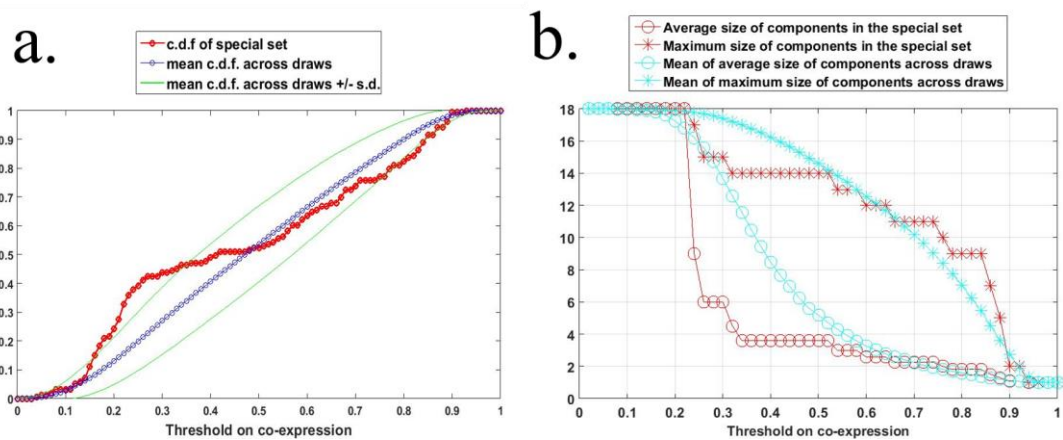 a.
c.d.f of special set
mean c.d.f. across draws
mean c.d.f. across draws +/- s.d.
1
0.9
0.8
0.7
0.6
0.5
0.4
0.3
0.2
0.1
0
0 0.1 0.2 0.3 0.4 0.5 0.6 0.7 0.8 0.9 1
Threshold on co-expression
b.
Average size of components in the special set
Maximum size of components in the special set
Mean of average size of components across draws
Mean of maximum size of components across draws
18
16
14
12
10
8
6
4
2
0
0 0.1 0.2 0.3 0.4 0.5 0.6 0.7 0.8 0.9 1
Threshold on co-expression